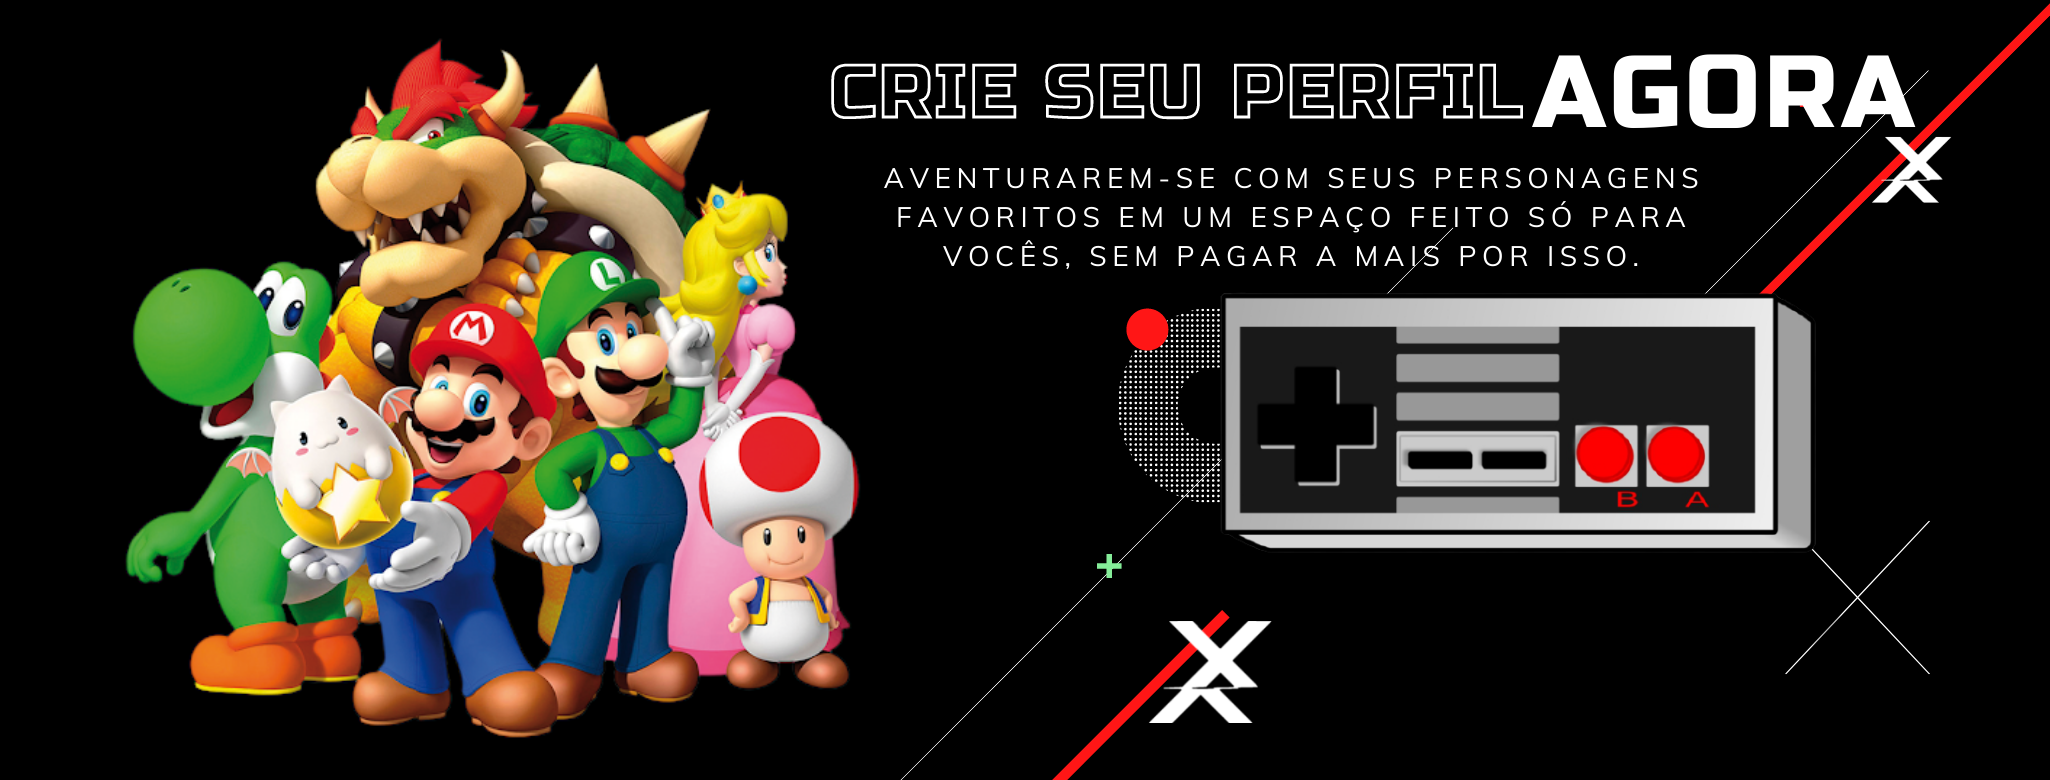 CRIE SEU PERFIL AGORA
AVENTURAREM-SE COM SEUS PERSONAGENS
FAVORITOS EM UM ESPAÇO FEITO SÓ PARA
VOCÊS, SEM PAGAR A MAIS POR ISSO.
L
M
B A